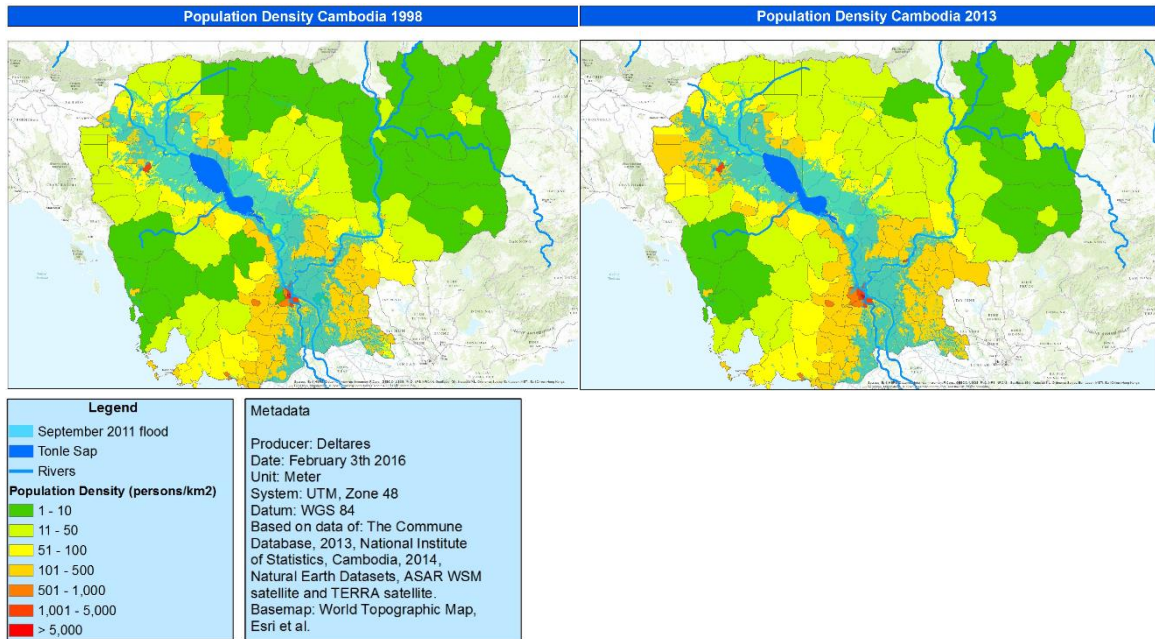 Population Density Cambodia 1998
Population Density Cambodia 2013
Legend
September 2011 flood
Tonle Sap
Rivers
Population Density (persons/km2)
1 - 10
11 - 50
51 - 100
101 - 500
501 - 1,000
1,001 - 5,000
> 5,000
Metadata
Producer: Deltares
Date: February 3th 2016
Unit: Meter
System: UTM, Zone 48
Datum: WGS 84
Based on data of: The Commune
Database, 2013, National Institute
of Statistics, Cambodia, 2014,
Natural Earth Datasets, ASAR WSM
satellite and TERRA satellite.
Basemap: World Topographic Map,
Esri et al.